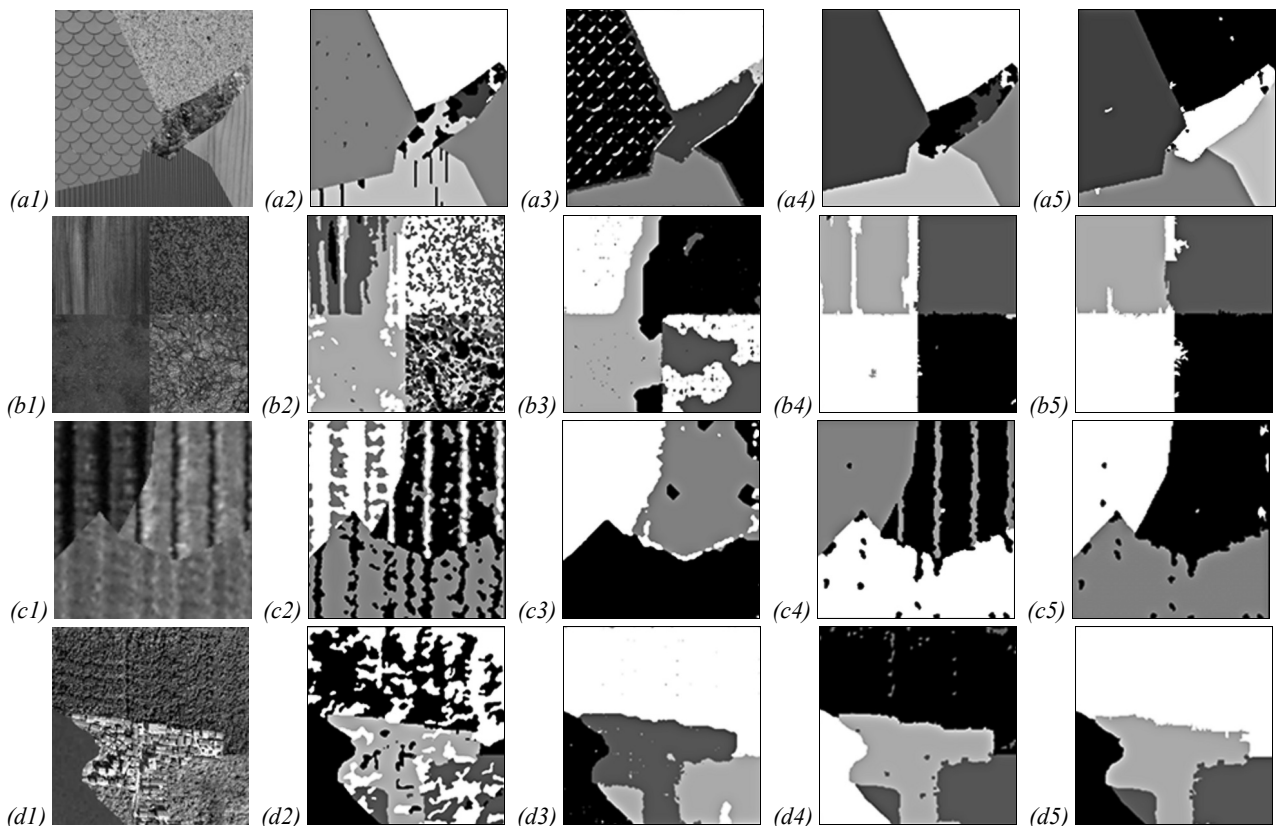 (a1) (a2) (a3) (a4) (a5)
(b1) (b2) (b3) (b4) (b5)
(c1) (c2) (c3) (c4) (c5)
(d1) (d2) (d3) (d4) (d5)